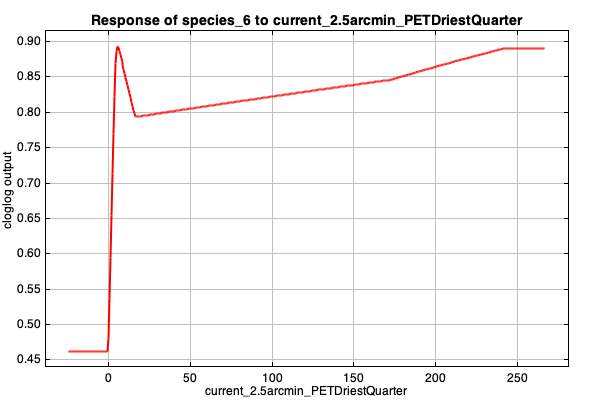 Response of species_6 to current_2.5arcmin_PETDriestQuarter
0.90
0.85
0.80
0.75
0.70
0.65
0.60
0.55
0.50
0.45
cloglog output
0 50 100 150 200 250
current_2.5arcmin_PETDriestQuarter